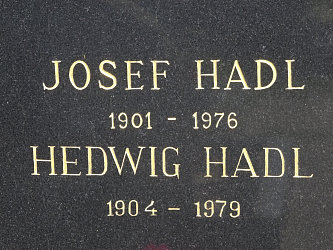 JOSEF HADL
1901 - 1976
HEDWIG HADL
1904 - 1979